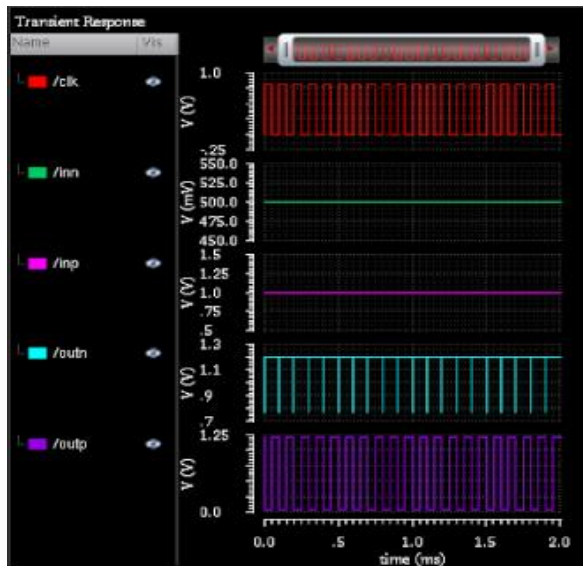 Transient Response
Name Vis
/clk
V (V)
1.0
-.25
/inn
V (mV)
550.0
525.0
500.0
475.0
450.0
/inp
V (V)
1.5
1.25
1.0
.75
.5
/outn
V (V)
1.3
1.1
.9
.7
/outp
V (V)
1.25
0.0
0.0 .5 1.0 1.5 2.0
time (ms)